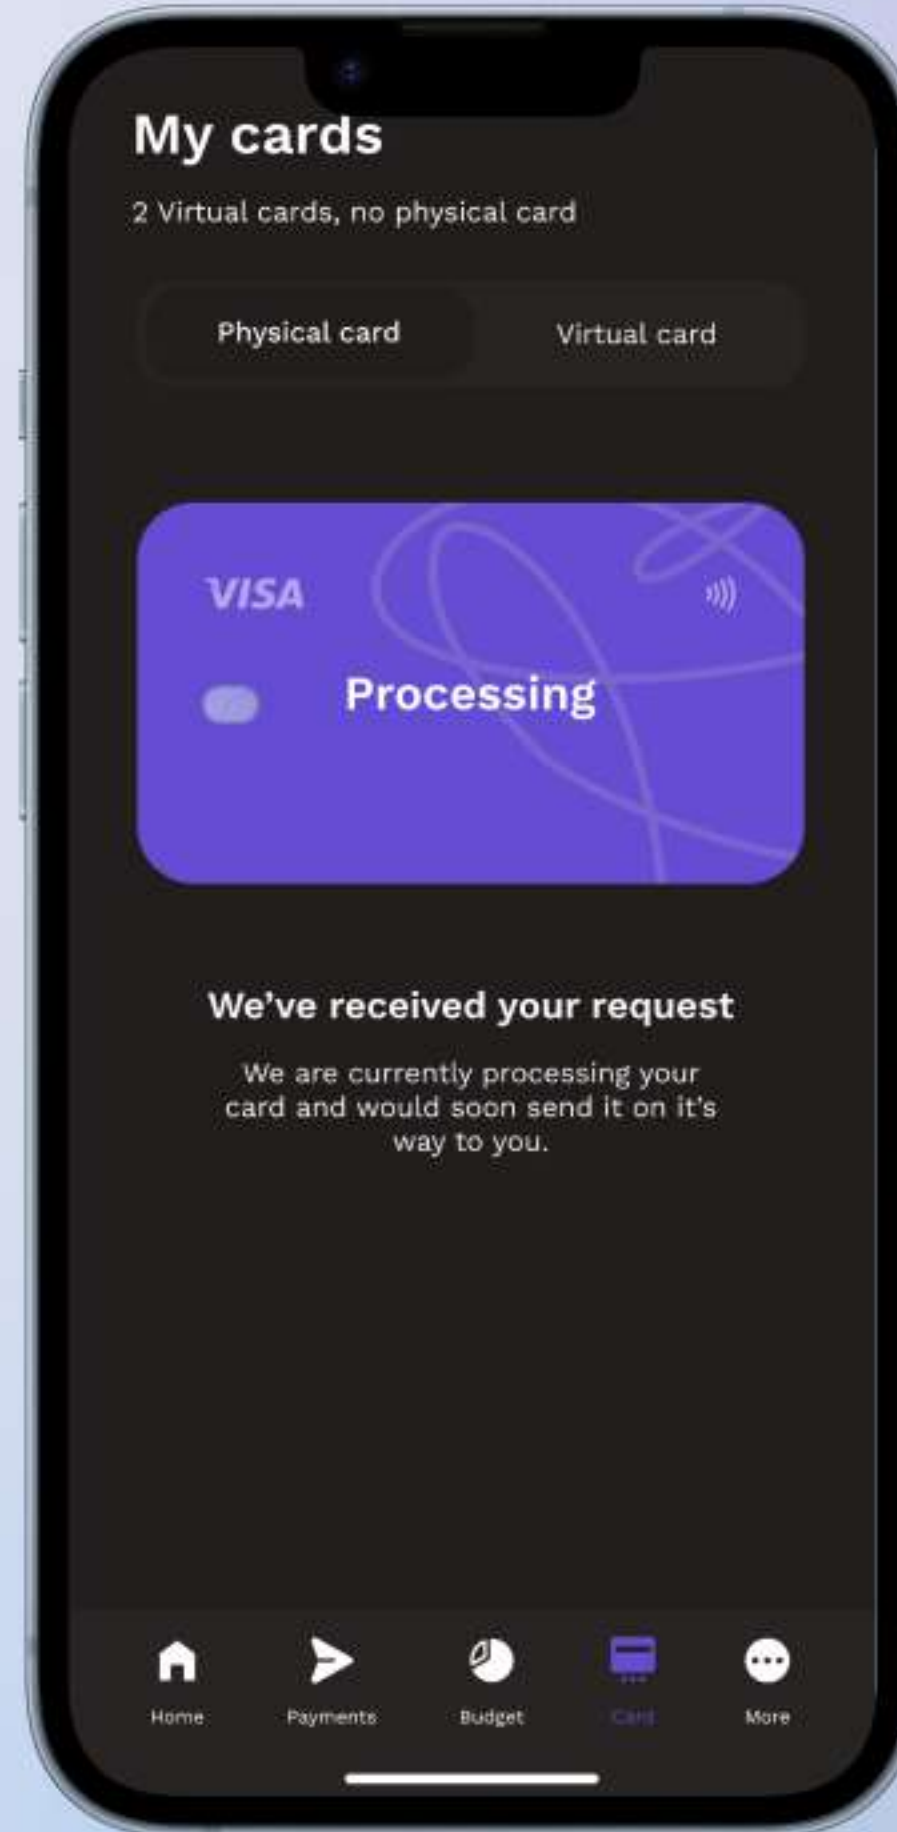 My cards
2 Virtual cards, no physical card
Physical card
Virtual card
VISA
Processing
We've received your request
We are currently processing your
card and would soon send it on it's
way to you.
Home
Payments
Budget
Card
More